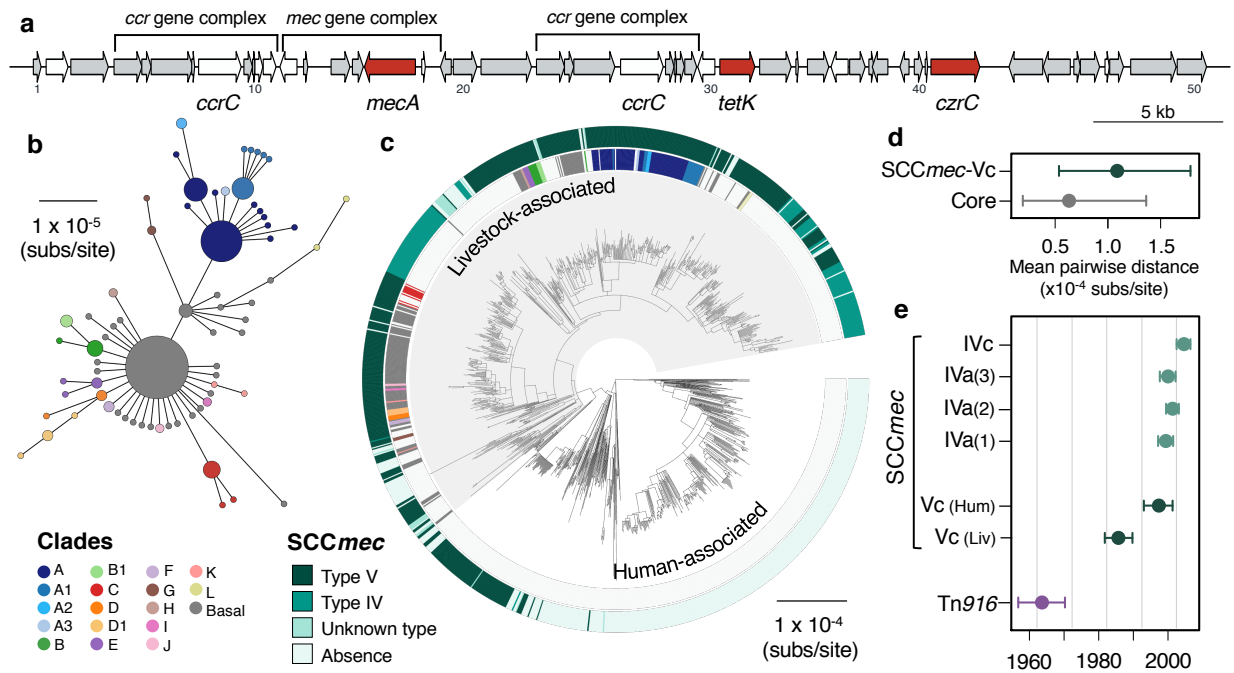 a
ccr gene complex
mec gene complex
ccr gene complex
1
10
20
30
40
50
ccrC
mecA
ccrC
tetK
czrC
5 kb
b
1 x 10-5
(subs/site)
c
Livestock-associated
Human-associated
1 x 10-4
(subs/site)
d
SCCmec-Vc
Core
0.5
1.0
1.5
Mean pairwise distance
(x10-4 subs/site)
e
SCCmec
IVc
IVa(3)
IVa(2)
IVa(1)
Vc (Hum)
Vc (Liv)
Tn916
1960
1980
2000
Clades
A
A1
A2
A3
B
B1
C
D
D1
E
F
G
H
I
J
K
L
Basal
SCCmec
Type V
Type IV
Unknown type
Absence